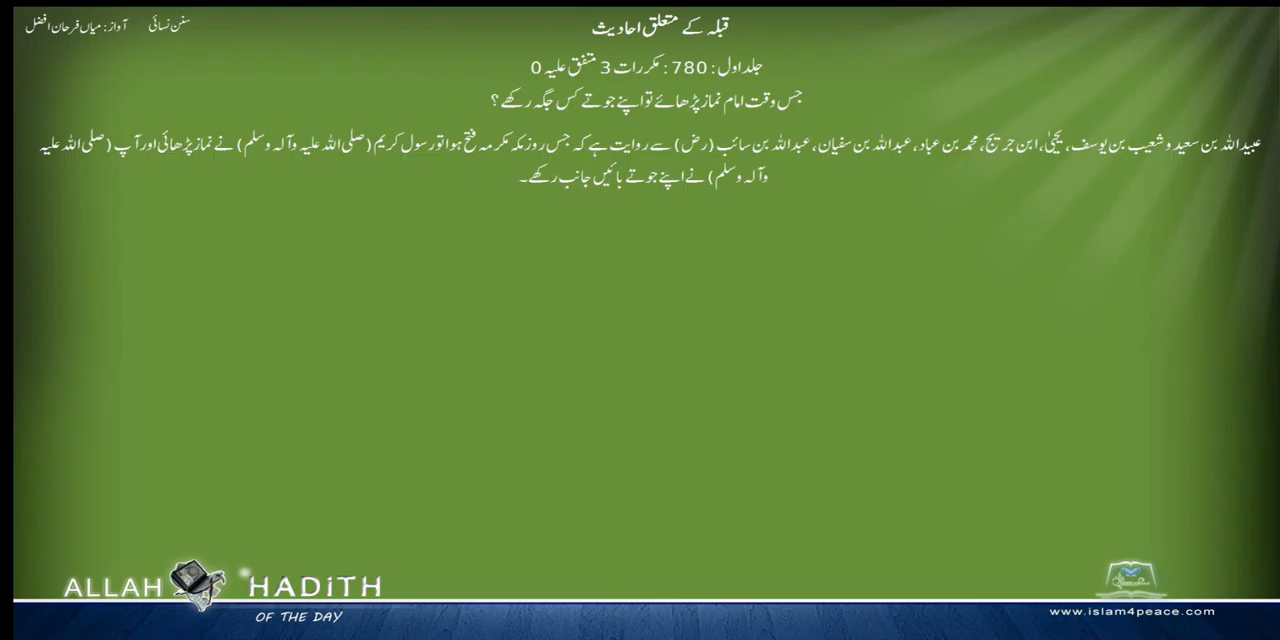 قبلہ کے متعلق احادیث
سنن نسائی آواز: میاں فرحان افضل
جلد اول: 780 : مکررات 3 متفق علیہ 0
جس وقت امام نماز پڑھائے تو اپنے جوتے کس جگہ رکھے؟
عبیداللہ بن سعید و شعیب بن یوسف، یحییٰ، ابن جریج، محمد بن عباد، عبداللہ بن سفیان، عبداللہ بن سائب (رض) سے روایت ہے کہ جس روز مکہ مکرمہ فتح ہوا تو رسول کریم (صلی اللہ علیہ وآلہ وسلم) نے نماز پڑھائی اور آپ (صلی اللہ علیہ
وآلہ وسلم) نے اپنے جوتے بائیں جانب رکھے۔
ALLAH HADITH
OF THE DAY
www.islam4peace.com